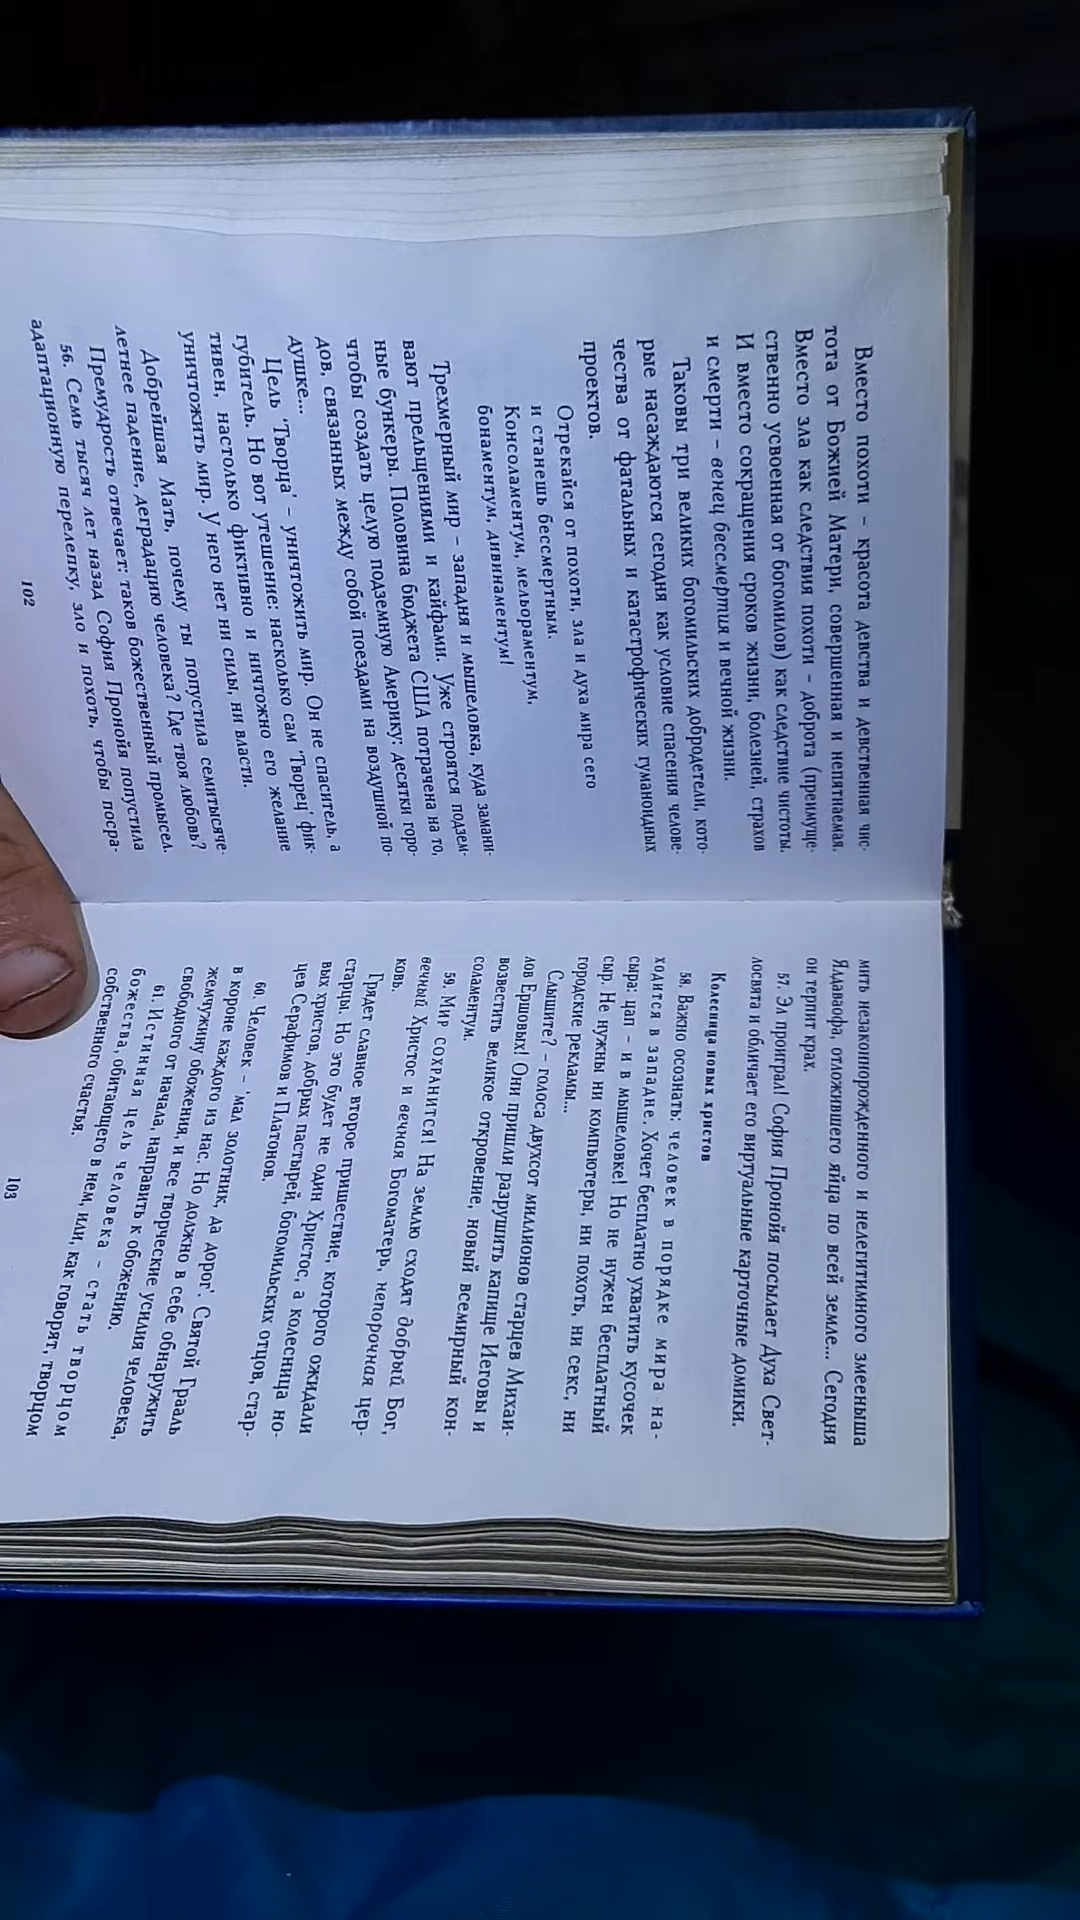 Вместо похоти – красота девства и девственная чис-
тота от Божией Матери, совершенная и непятнаемая.
Вместо зла как следствия похоти – доброта (преимуще-
ственно усвоенная от богомилов) как следствие чистоты.
И вместо сокращения сроков жизни, болезней, страхов
и смерти – венец бессмертия и вечной жизни.
Таковы три великих богомильских добродетели, кото-
рые насаждаются сегодня как условие спасения челове-
чества от фатальных и катастрофических гуманоидных
проектов.
Отрекайся от похоти, зла и духа мира сего
и станешь бессмертным.
Консоламентум, мельораментум,
бонаментум, дивинаментум!
Трехмерный мир – западня и мышеловка, куда замани-
вают прельщениями и кайфами. Уже строятся подзем-
ные бункеры. Половина бюджета США потрачена на то,
чтобы создать целую подземную Америку: десятки горо-
дов, связанных между собой поездами на воздушной по-
душке...
Цель 'Творца' – уничтожить мир. Он не спаситель, а
губитель. Но вот утешение: насколько сам 'Творец' фик-
тивен, настолько фиктивно и ничтожно его желание
уничтожить мир. У него нет ни силы, ни власти.
Добрейшая Мать, почему ты попустила семитысяче-
летнее падение, деградацию человека? Где твоя любовь?
Премудрость отвечает: таков божественный промысел.
56. Семь тысяч лет назад София Пронойя попустила
адаптационную перелепку, зло и похоть, чтобы посра-
102
мить незаконнорожденного и нелегитимного змееныша
Ялдаваофа, отложившего яйца по всей земле... Сегодня
он терпит крах.
57. Эл проиграл! София Пронойя посылает Духа Свет-
лосвята и обличает его виртуальные карточные домики.
Колесница новых христов
58. Важно осознать: человек в порядке мира на-
ходится в западне. Хочет бесплатно ухватить кусочек
сыра: цап – и в мышеловке! Но не нужен бесплатный
сыр. Не нужны ни компьютеры, ни похоть, ни секс, ни
городские рекламы...
Слышите? – голоса двухсот миллионов старцев Михаи-
лов Ершовых! Они пришли разрушить капище Иеговы и
возвестить великое откровение, новый всемирный кон-
соламентум.
59. Мир сохранится! На землю сходят добрый Бог,
вечный Христос и вечная Богоматерь, непорочная цер-
ковь.
Грядет славное второе пришествие, которого ожидали
старцы. Но это будет не один Христос, а колесница но-
вых христов, добрых пастырей, богомильских отцов, стар-
цев Серафимов и Платонов.
60. Человек – 'мал золотник, да дорог'. Святой Грааль
в короне каждого из нас. Но должно в себе обнаружить
жемчужину обожения, и все творческие усилия человека,
свободного от начала, направить к обожению.
61. Истинная цель человека – стать творцом
божества, обитающего в нем, или, как говорят, творцом
собственного счастья.
103